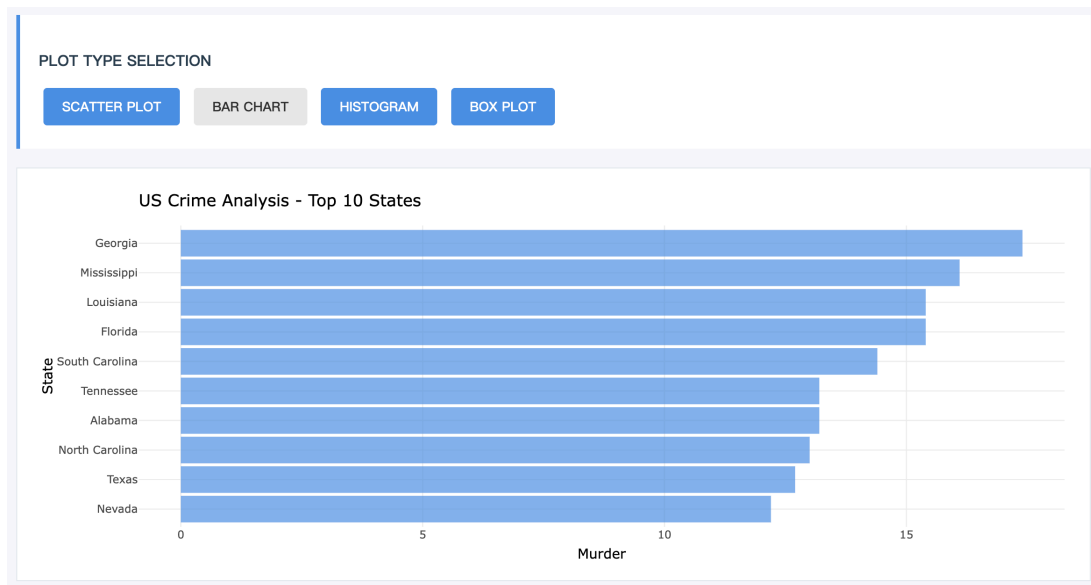 PLOT TYPE SELECTION
SCATTER PLOT
BAR CHART
HISTOGRAM
BOX PLOT
US Crime Analysis - Top 10 States
Georgia
Mississippi
Louisiana
Florida
South Carolina
Tennessee
Alabama
North Carolina
Texas
Nevada
State
0 5 10 15
Murder